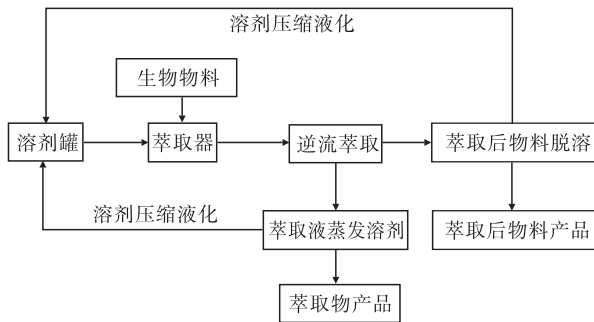 溶剂压缩液化
生物物料
溶剂罐
萃取器
逆流萃取
萃取后物料脱溶
溶剂压缩液化
萃取液蒸发溶剂
萃取后物料产品
萃取物产品